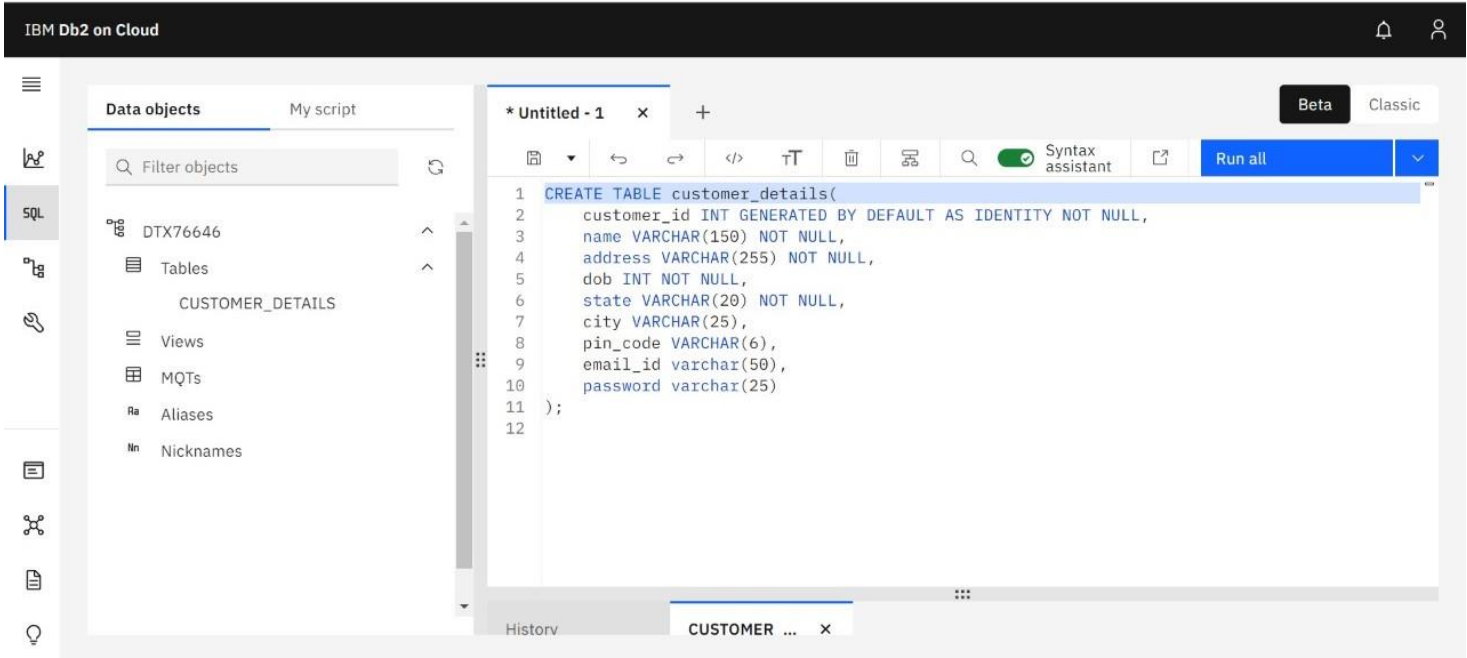 IBM Db2 on Cloud
Data objects
My script
Filter objects
SQL
DTX76646
Tables
CUSTOMER_DETAILS
Views
MQTs
Aa Aliases
Nn Nicknames
* Untitled - 1 ×
+
Beta
Classic
</>
TT
Syntax
assistant
Run all
1 CREATE TABLE customer_details(
2 customer_id INT GENERATED BY DEFAULT AS IDENTITY NOT NULL,
3 name VARCHAR(150) NOT NULL,
4 address VARCHAR(255) NOT NULL,
5 dob INT NOT NULL,
6 state VARCHAR(20) NOT NULL,
7 city VARCHAR(25),
8 pin_code VARCHAR(6),
9 email_id varchar(50),
10 password varchar(25)
11 );
12
History
CUSTOMER ... ×